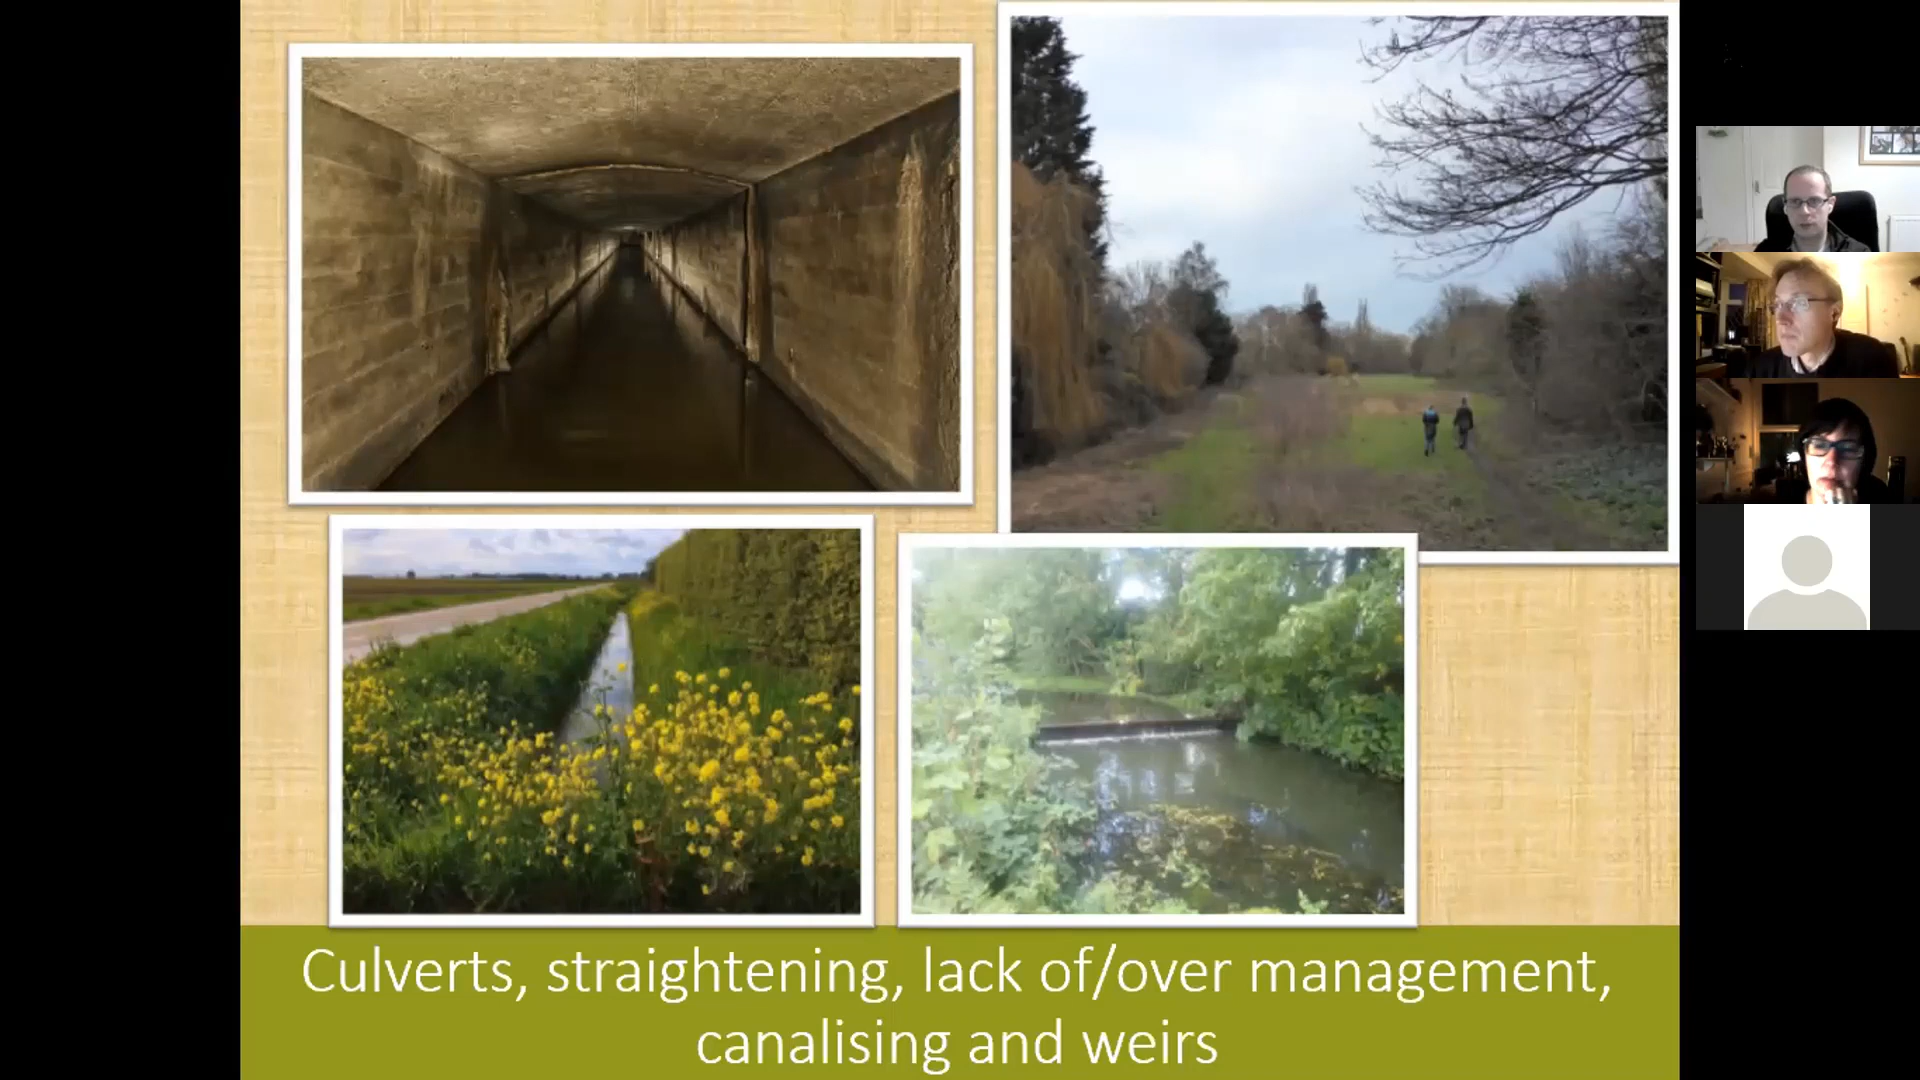 Culverts, straightening, lack of/over management,
canalising and weirs